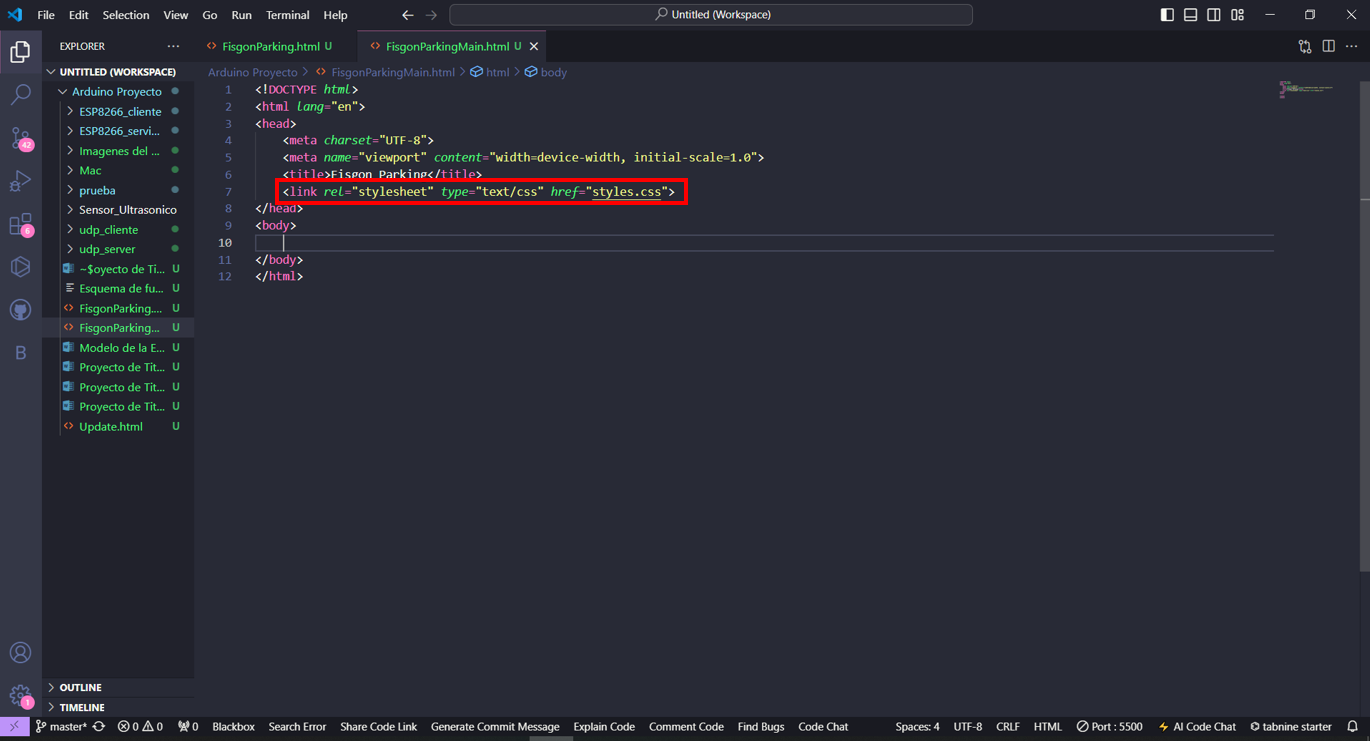 File Edit Selection View Go Run Terminal Help
Untitled (Workspace)
EXPLORER
FisgonParking.html U
FisgonParkingMain.html U
UNTITLED (WORKSPACE)
Arduino Proyecto
ESP8266_cliente
ESP8266_servi...
Imagenes del ...
Mac
prueba
Sensor_Ultrasonico
udp_cliente
udp_server
~$oyecto de Ti... U
Esquema de fu... U
FisgonParking.... U
FisgonParking... U
Modelo de la E... U
Proyecto de Tit... U
Proyecto de Tit... U
Proyecto de Tit... U
Update.html U
OUTLINE
TIMELINE
42
6
B
1
Arduino Proyecto > FisgonParkingMain.html > html > body
1 <!DOCTYPE html>
2 <html lang="en">
3 <head>
4 <meta charset="UTF-8">
5 <meta name="viewport" content="width=device-width, initial-scale=1.0">
6 <title>Fisgon Parking</title>
7 <link rel="stylesheet" type="text/css" href="styles.css">
8 </head>
9 <body>
10
11 </body>
12 </html>
master* 0 0 0 Blackbox Search Error Share Code Link Generate Commit Message Explain Code Comment Code Find Bugs Code Chat Spaces: 4 UTF-8 CRLF HTML Port : 5500 AI Code Chat tabnine starter